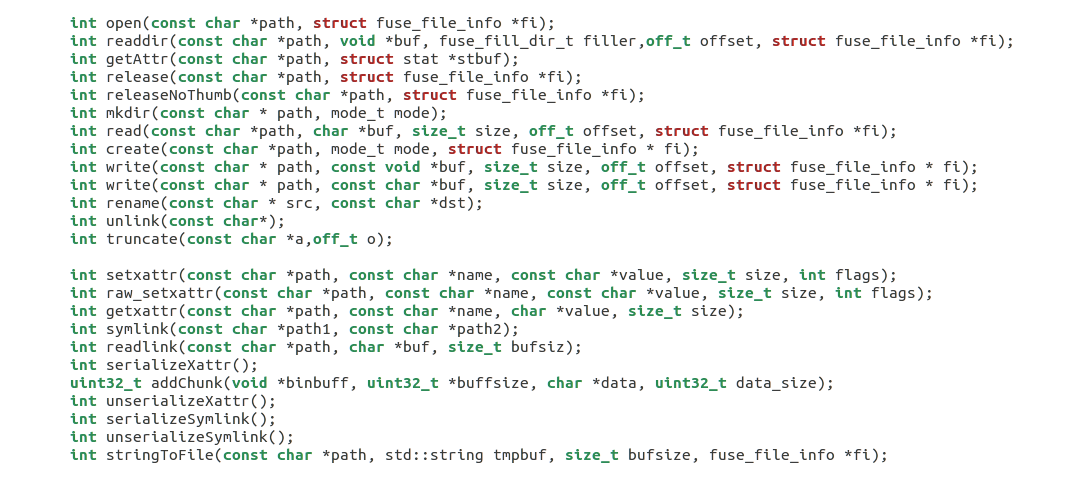 int open(const char *path, struct fuse_file_info *fi);
int readdir(const char *path, void *buf, fuse_fill_dir_t filler,off_t offset, struct fuse_file_info *fi);
int getAttr(const char *path, struct stat *stbuf);
int release(const char *path, struct fuse_file_info *fi);
int releaseNoThumb(const char *path, struct fuse_file_info *fi);
int mkdir(const char * path, mode_t mode);
int read(const char *path, char *buf, size_t size, off_t offset, struct fuse_file_info *fi);
int create(const char *path, mode_t mode, struct fuse_file_info * fi);
int write(const char * path, const void *buf, size_t size, off_t offset, struct fuse_file_info * fi);
int write(const char * path, const char *buf, size_t size, off_t offset, struct fuse_file_info * fi);
int rename(const char * src, const char *dst);
int unlink(const char*);
int truncate(const char *a,off_t o);
int setxattr(const char *path, const char *name, const char *value, size_t size, int flags);
int raw_setxattr(const char *path, const char *name, const char *value, size_t size, int flags);
int getxattr(const char *path, const char *name, char *value, size_t size);
int symlink(const char *path1, const char *path2);
int readlink(const char *path, char *buf, size_t bufsiz);
int serializeXattr();
uint32_t addChunk(void *binbuff, uint32_t *buffsize, char *data, uint32_t data_size);
int unserializeXattr();
int serializeSymlink();
int unserializeSymlink();
int stringToFile(const char *path, std::string tmpbuf, size_t bufsize, fuse_file_info *fi);